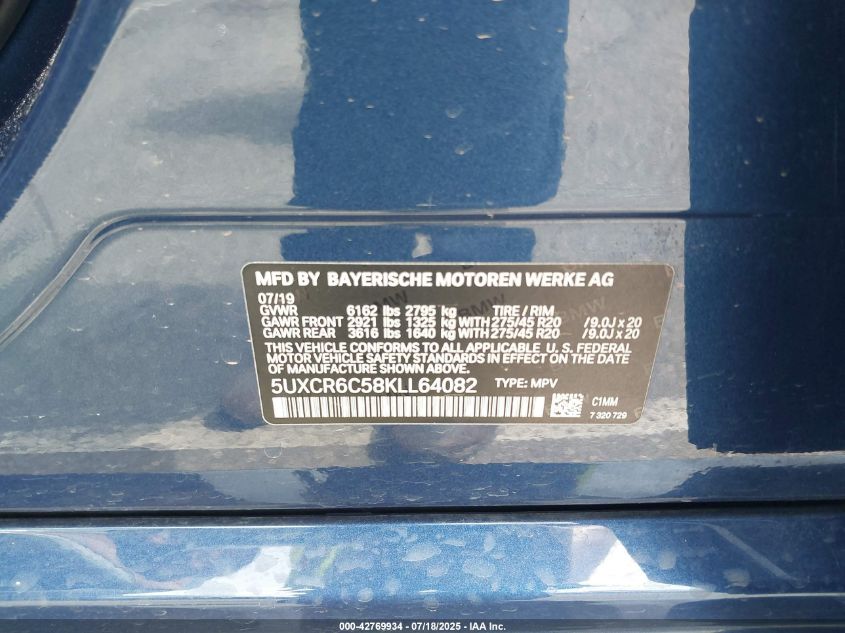 MFD BY BAYERISCHE MOTOREN WERKE AG
07/19
GVWR 6162 lbs 2795 kg TIRE / RIM
GAWR FRONT 2921 lbs 1325 kg WITH 275/45 R20 /9.0J x 20
GAWR REAR 3616 lbs 1640 kg WITH 275/45 R20 /9.0J x 20
THIS VEHICLE CONFORMS TO ALL APPLICABLE U. S. FEDERAL
MOTOR VEHICLE SAFETY STANDARDS IN EFFECT ON THE DATE
OF MANUFACTURE SHOWN ABOVE.
5UXCR6C58KLL64082 TYPE: MPV
C1MM
7 320 729
000-42769934 - 07/18/2025 - IAA Inc.